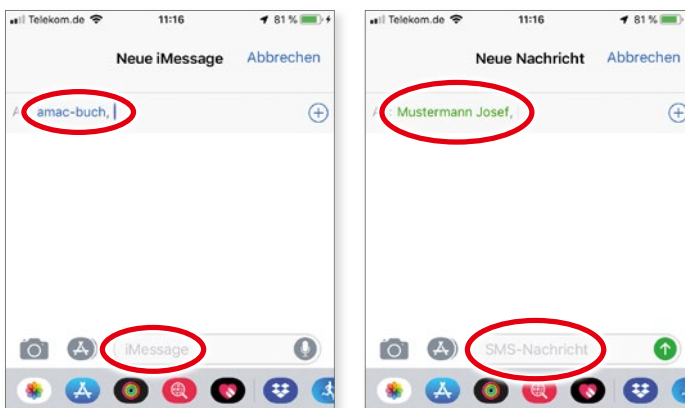 Telekom.de 11:16 81 %
Neue iMessage Abbrechen
amac-buch,
iMessage
Telekom.de 11:16 81 %
Neue Nachricht Abbrechen
Mustermann Josef,
SMS-Nachricht